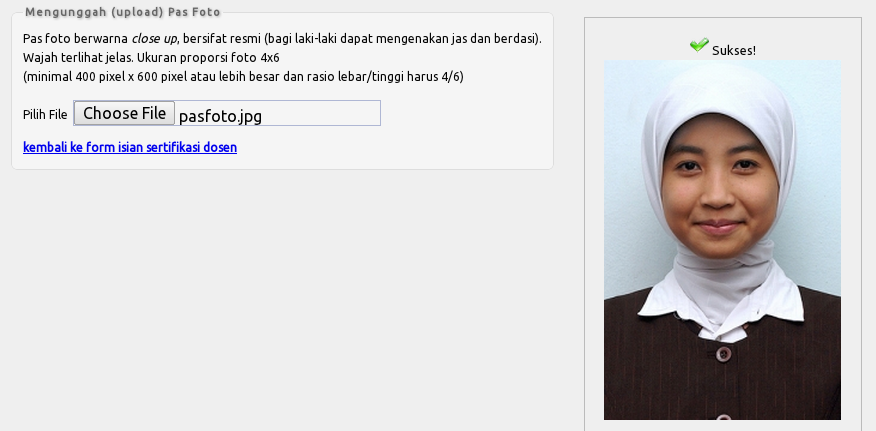 Mengunggah (upload) Pas Foto
Pas foto berwarna close up, bersifat resmi (bagi laki-laki dapat mengenakan jas dan berdasi).
Wajah terlihat jelas. Ukuran proporsi foto 4x6
(minimal 400 pixel x 600 pixel atau lebih besar dan rasio lebar/tinggi harus 4/6)
Pilih File Choose File pasfoto.jpg
kembali ke form isian sertifikasi dosen
Sukses!